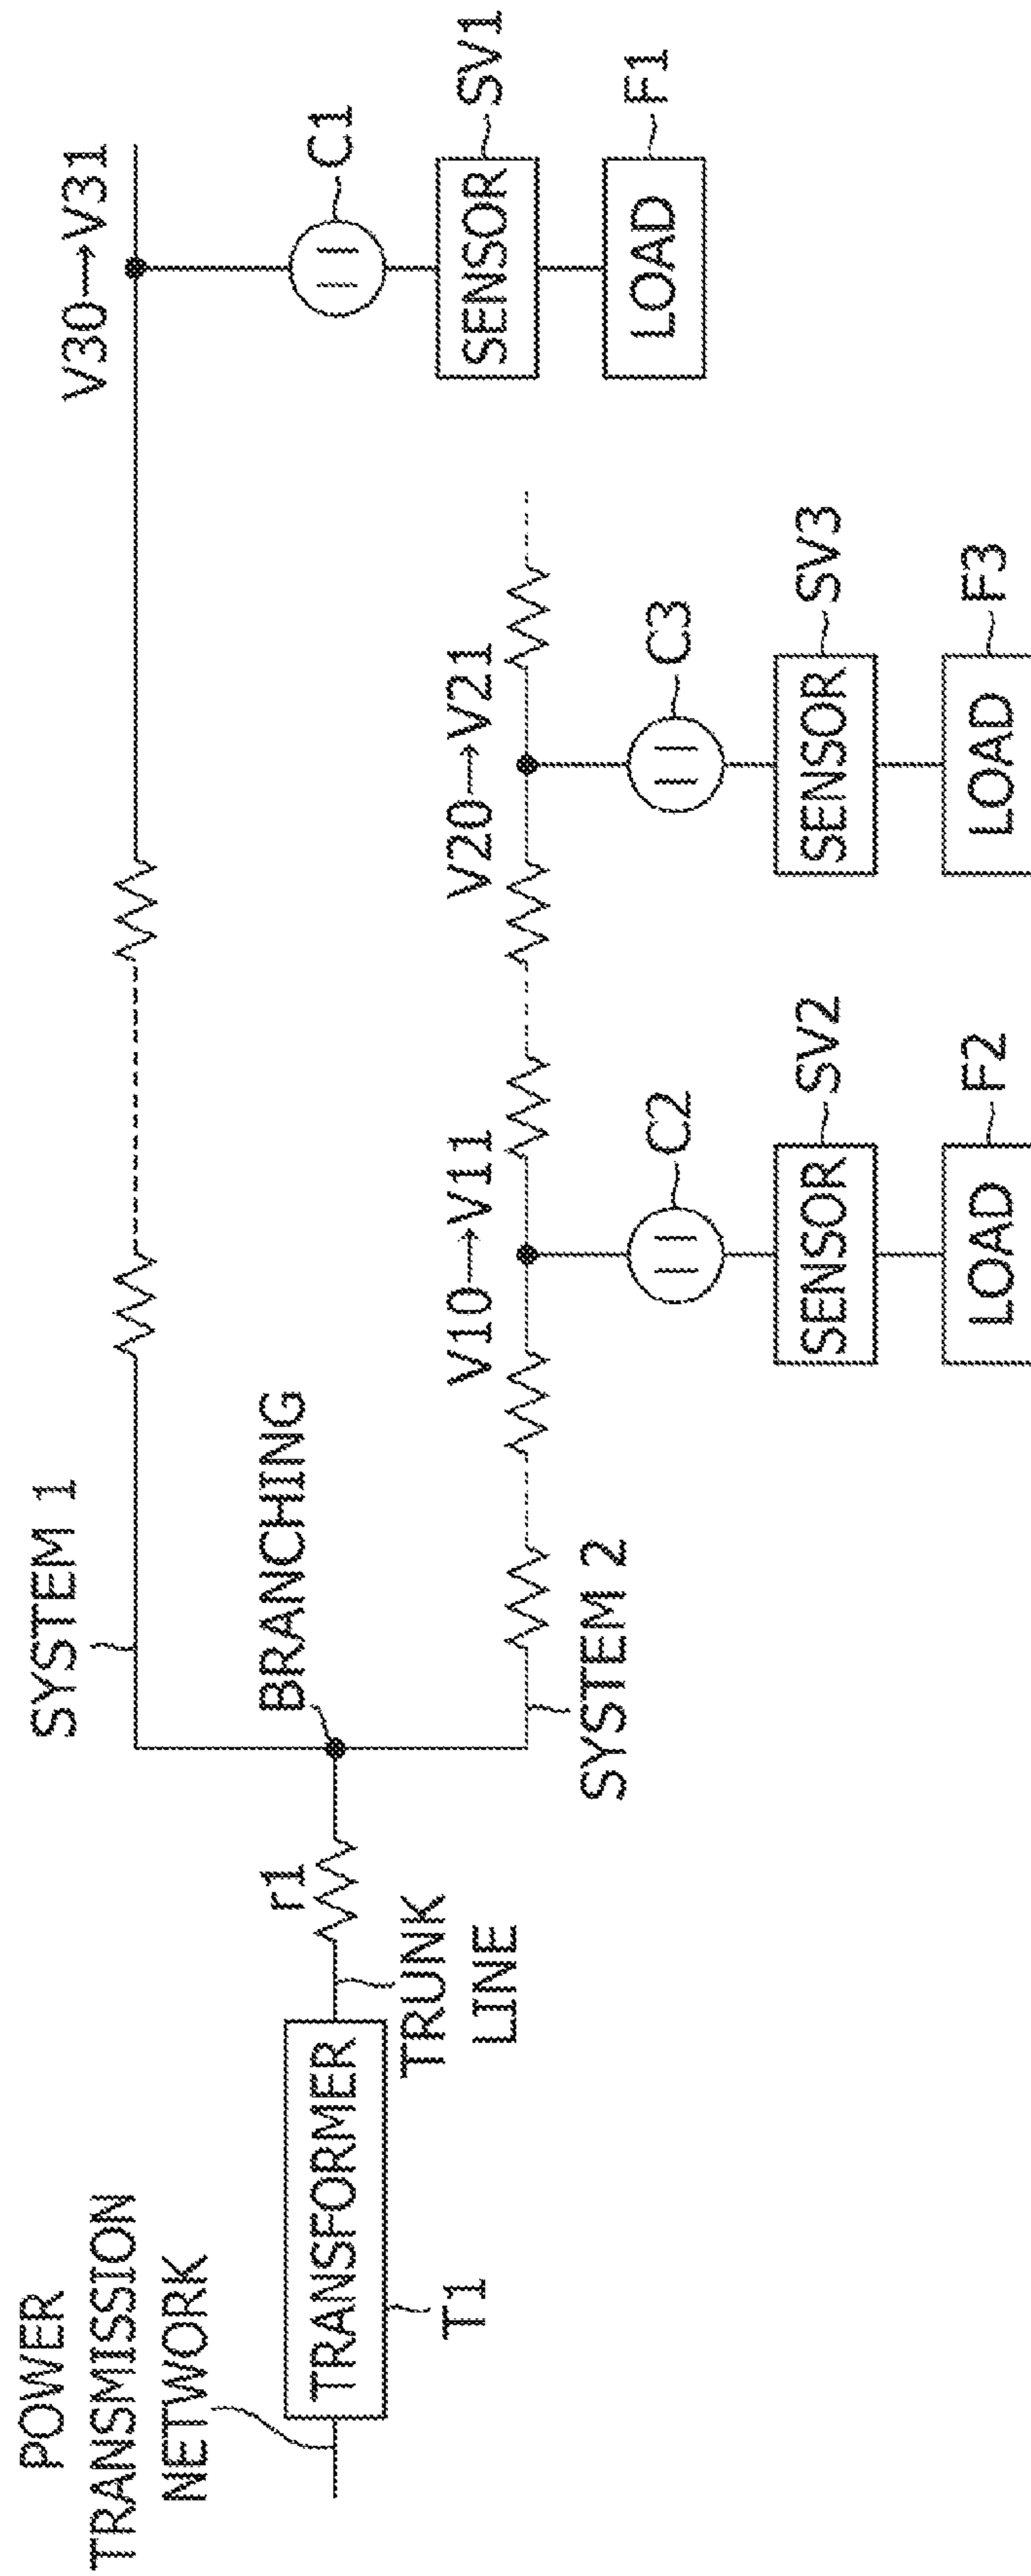 POWER
TRANSMISSION
NETWORK
TRANSFORMER
T1
TRUNK
LINE
r1
BRANCHING
SYSTEM 1
V30→V31
C1
SENSOR
SV1
LOAD
F1
SYSTEM 2
V10→V11
C2
SENSOR
SV2
LOAD
F2
V20→V21
C3
SENSOR
SV3
LOAD
F3